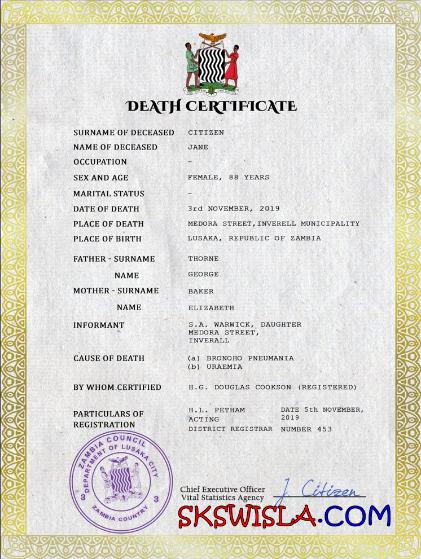 DEATH CERTIFICATE
SURNAME OF DECEASED CITIZEN
NAME OF DECEASED JANE
OCCUPATION -
SEX AND AGE FEMALE, 88 YEARS
MARITAL STATUS -
DATE OF DEATH 3rd NOVEMBER, 2019
PLACE OF DEATH MEDORA STREET,INVERELL MUNICIPALITY
PLACE OF BIRTH LUSAKA, REPUBLIC OF ZAMBIA
FATHER - SURNAME THORNE
NAME GEORGE
MOTHER - SURNAME BAKER
NAME ELIZABETH
INFORMANT S.A. WARWICK, DAUGHTER
MEDORA STREET,
INVERALL
CAUSE OF DEATH (a) BRONOHO PNEUMANIA
(b) URAEMIA
BY WHOM CERTIFIED H.G. DOUGLAS COOKSON (REGISTERED)
PARTICULARS OF REGISTRATION
H.L. PETHAM DATE 5th NOVEMBER,
ACTING 2019
DISTRICT REGISTRAR NUMBER 453
ZAMBIA COUNCIL
DEPARTMENT OF LUSAKA CITY
3 3
ZAMBIA COUNTRY
Chief Executive Officer
Vital Statistics Agency J. Citizen
SKSWISLA.COM